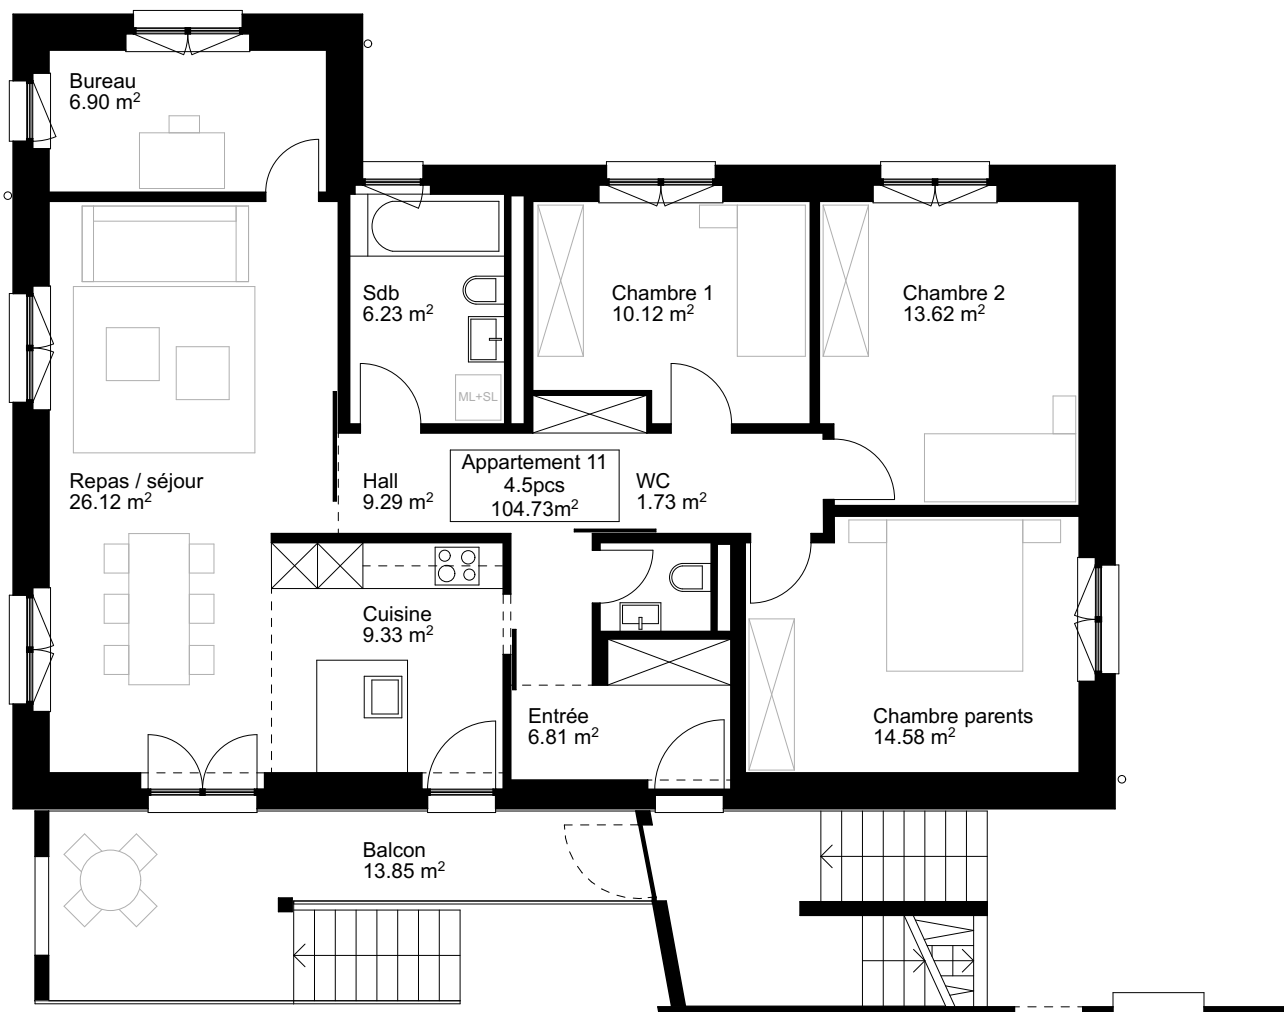 Bureau
6.90 m²
Sdb
6.23 m²
Chambre 1
10.12 m²
Chambre 2
13.62 m²
ML+SL
Repas / séjour
26.12 m²
Hall
9.29 m²
Appartement 11
4.5pcs
104.73m²
WC
1.73 m²
Cuisine
9.33 m²
Entrée
6.81 m²
Chambre parents
14.58 m²
Balcon
13.85 m²